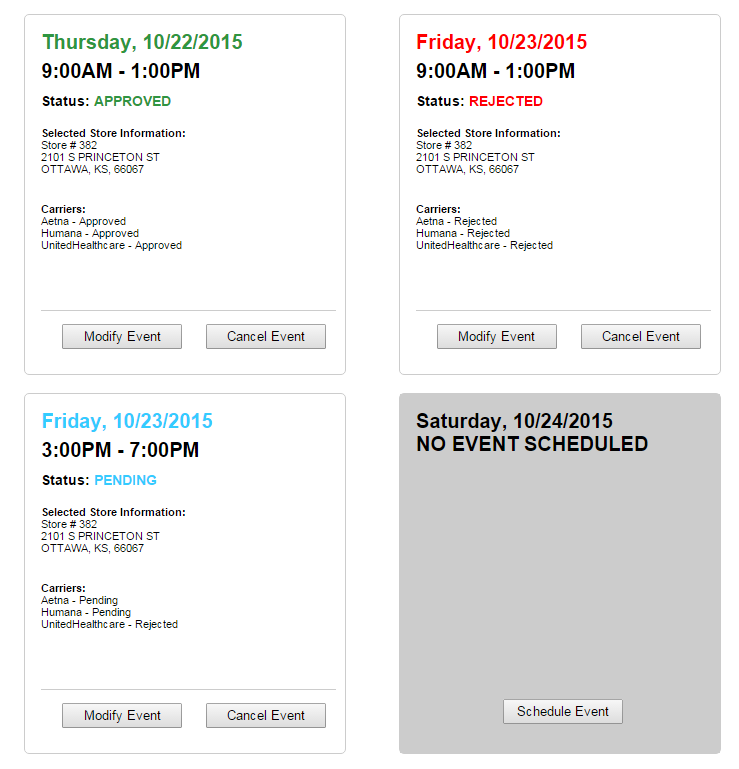 Thursday, 10/22/2015
9:00AM - 1:00PM
Status: APPROVED
Selected Store Information:
Store # 382
2101 S PRINCETON ST
OTTAWA, KS, 66067
Carriers:
Aetna - Approved
Humana - Approved
UnitedHealthcare - Approved
Modify Event
Cancel Event
Friday, 10/23/2015
9:00AM - 1:00PM
Status: REJECTED
Selected Store Information:
Store # 382
2101 S PRINCETON ST
OTTAWA, KS, 66067
Carriers:
Aetna - Rejected
Humana - Rejected
UnitedHealthcare - Rejected
Modify Event
Cancel Event
Friday, 10/23/2015
3:00PM - 7:00PM
Status: PENDING
Selected Store Information:
Store # 382
2101 S PRINCETON ST
OTTAWA, KS, 66067
Carriers:
Aetna - Pending
Humana - Pending
UnitedHealthcare - Rejected
Modify Event
Cancel Event
Saturday, 10/24/2015
NO EVENT SCHEDULED
Schedule Event